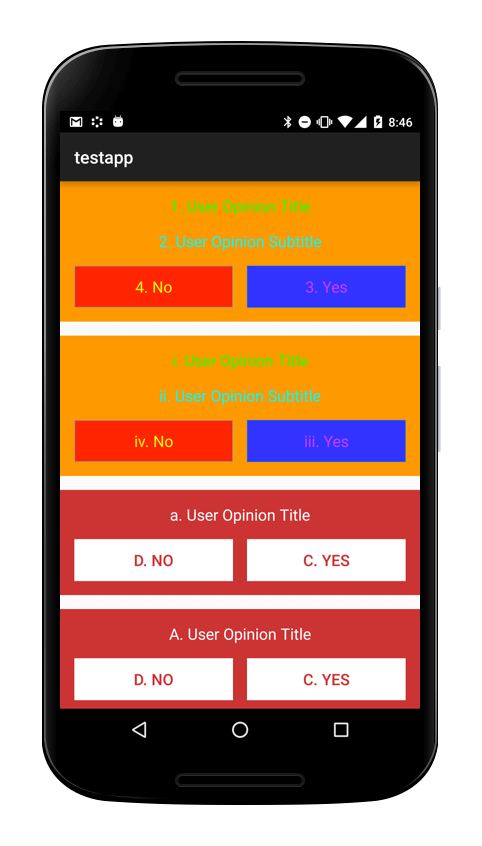 8:46
testapp
1. User Opinion Title
2. User Opinion Subtitle
4. No 3. Yes
i. User Opinion Title
ii. User Opinion Subtitle
iv. No iii. Yes
a. User Opinion Title
D. NO C. YES
A. User Opinion Title
D. NO C. YES